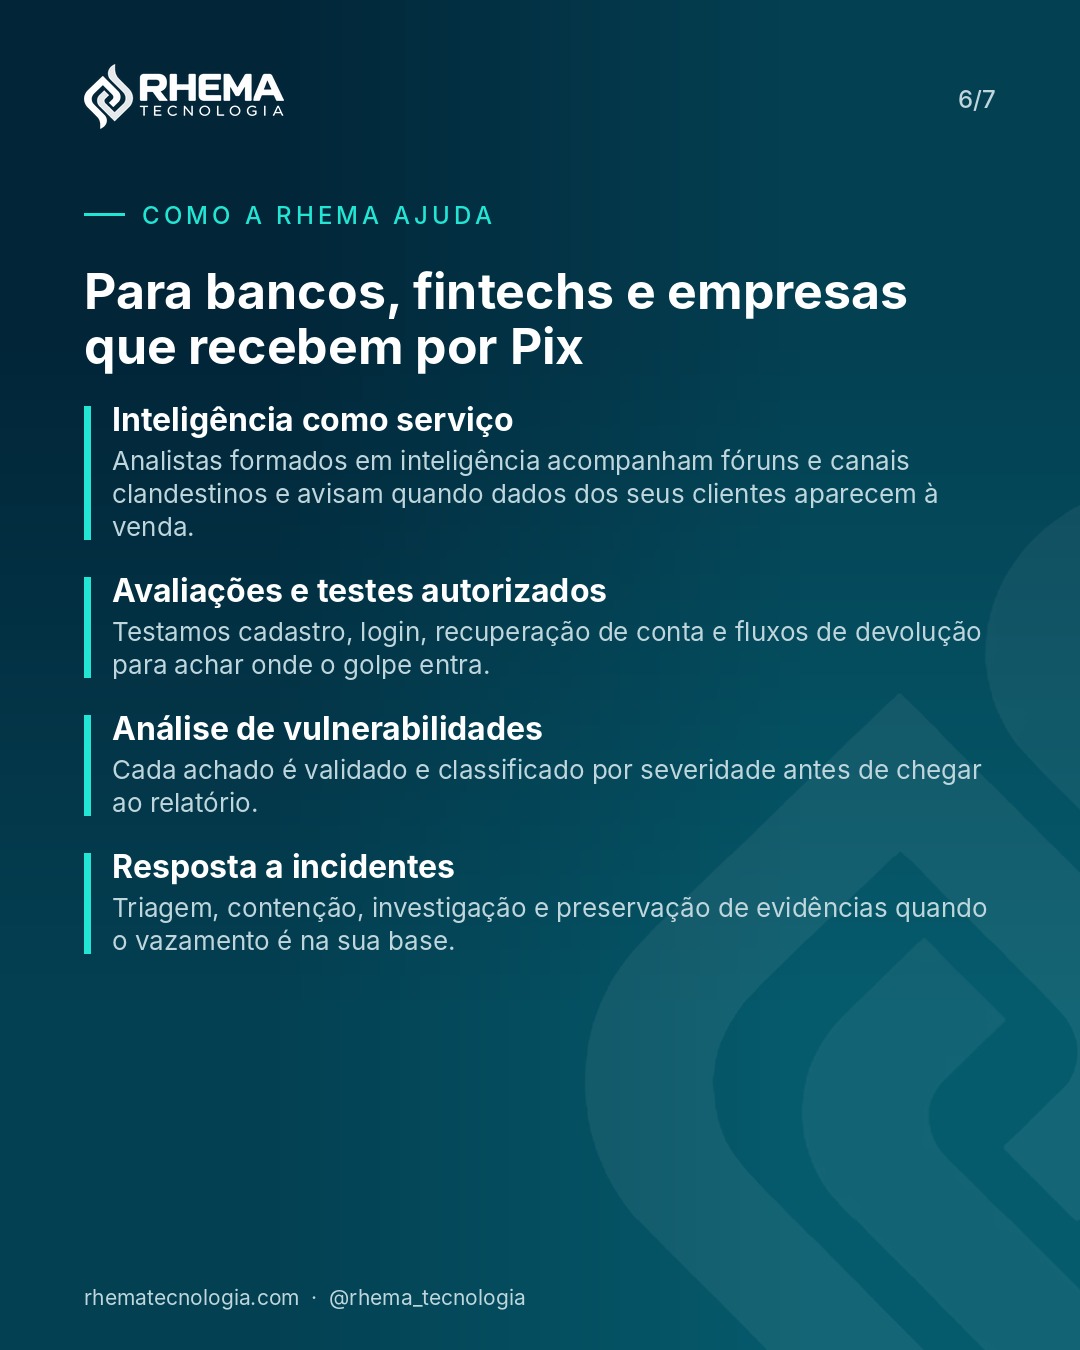 RHEMA
TECNOLOGIA
6/7
COMO A RHEMA AJUDA
Para bancos, fintechs e empresas
que recebem por Pix
Inteligência como serviço
Analistas formados em inteligência acompanham fóruns e canais
clandestinos e avisam quando dados dos seus clientes aparecem à
venda.
Avaliações e testes autorizados
Testamos cadastro, login, recuperação de conta e fluxos de devolução
para achar onde o golpe entra.
Análise de vulnerabilidades
Cada achado é validado e classificado por severidade antes de chegar
ao relatório.
Resposta a incidentes
Triagem, contenção, investigação e preservação de evidências quando
o vazamento é na sua base.
rhematecnologia.com · @rhema_tecnologia